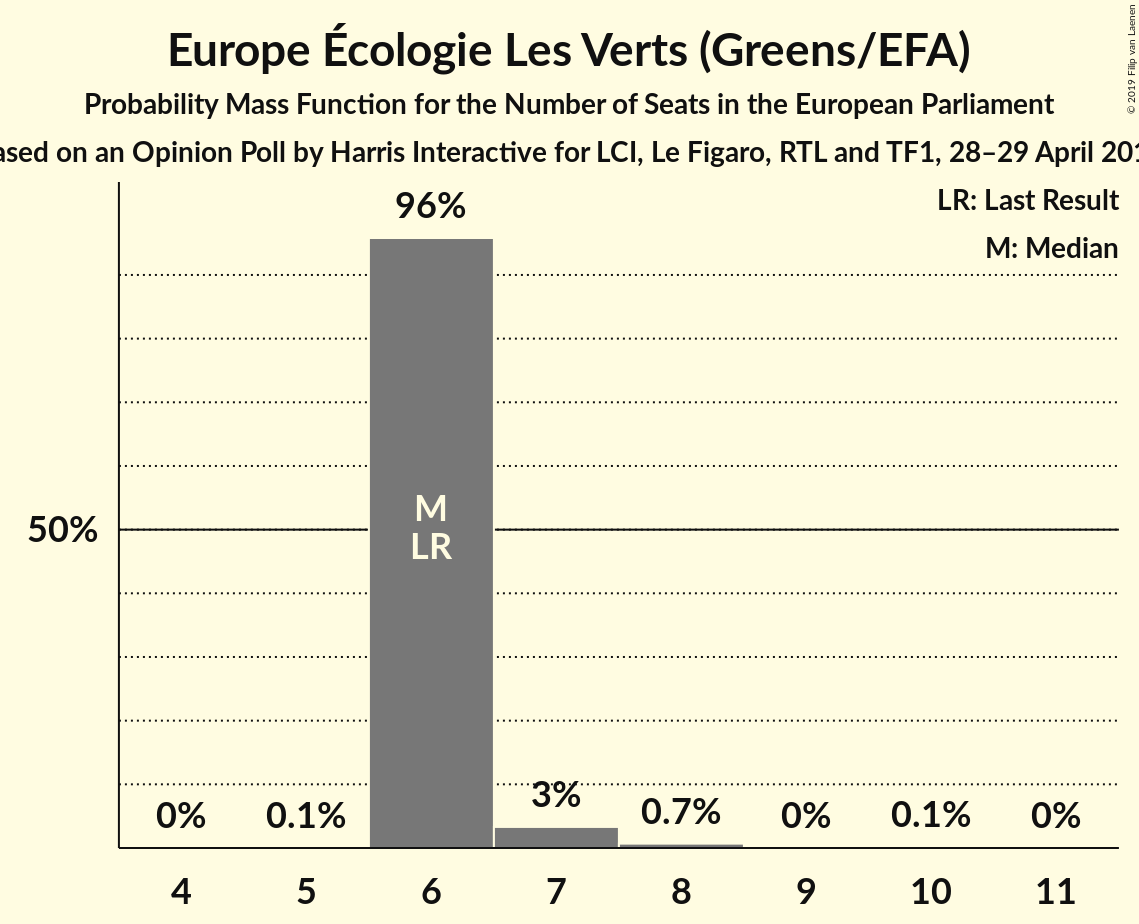 Europe Écologie Les Verts (Greens/EFA)
Probability Mass Function for the Number of Seats in the European Parliament
on an Opinion Poll by Harris Interactive for LCI, Le Figaro, RTL and TF1, 28–29 April
© 2019 Filip van Laenen
LR: Last Result
M: Median
96%
50%
M
LR
0%
0.1%
3%
0.7%
0%
0.1%
0%
4
5
6
7
8
9
10
11